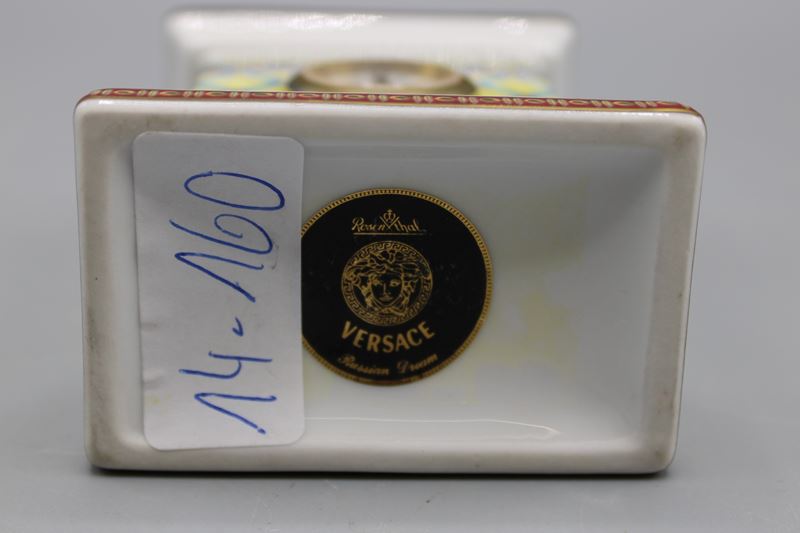 14-160
Rosenthal
VERSACE
Russian Dream